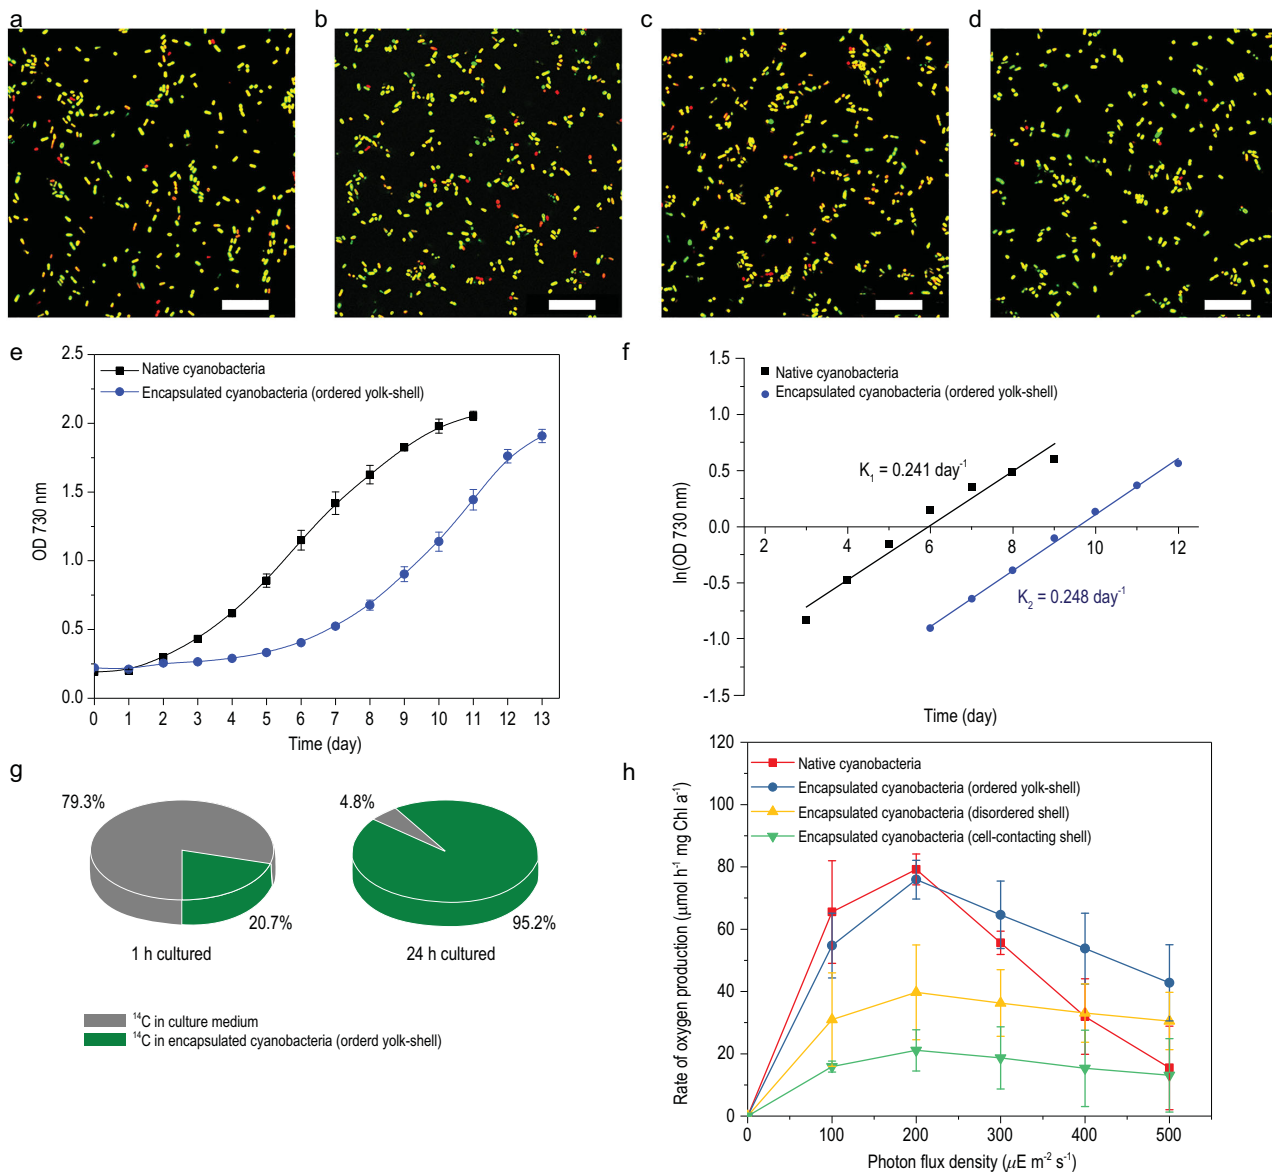 a
b
c
d
e
2.5
2.0
1.5
1.0
0.5
0.0
OD 730 nm
Native cyanobacteria
Encapsulated cyanobacteria (ordered yolk-shell)
0 1 2 3 4 5 6 7 8 9 10 11 12 13
Time (day)
f
1.5
1.0
0.5
0.0
-0.5
-1.0
-1.5
ln(OD 730 nm)
Native cyanobacteria
Encapsulated cyanobacteria (ordered yolk-shell)
K₁ = 0.241 day⁻¹
2 4 6 8 10 12
K₂ = 0.248 day⁻¹
Time (day)
g
79.3%
20.7%
1 h cultured
4.8%
95.2%
24 h cultured
¹⁴C in culture medium
¹⁴C in encapsulated cyanobacteria (orderd yolk-shell)
h
120
100
80
60
40
20
0
Rate of oxygen production (μmol h⁻¹ mg Chl a⁻¹)
Native cyanobacteria
Encapsulated cyanobacteria (ordered yolk-shell)
Encapsulated cyanobacteria (disordered shell)
Encapsulated cyanobacteria (cell-contacting shell)
0 100 200 300 400 500
Photon flux density (μE m⁻² s⁻¹)